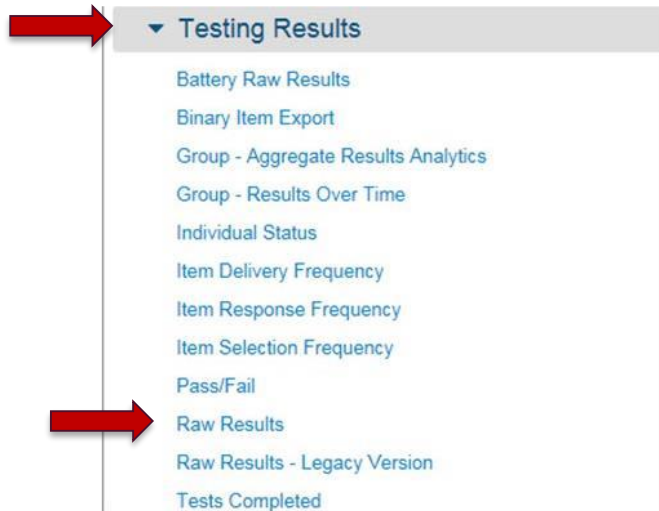 Testing Results
Battery Raw Results
Binary Item Export
Group - Aggregate Results Analytics
Group - Results Over Time
Individual Status
Item Delivery Frequency
Item Response Frequency
Item Selection Frequency
Pass/Fail
Raw Results
Raw Results - Legacy Version
Tests Completed